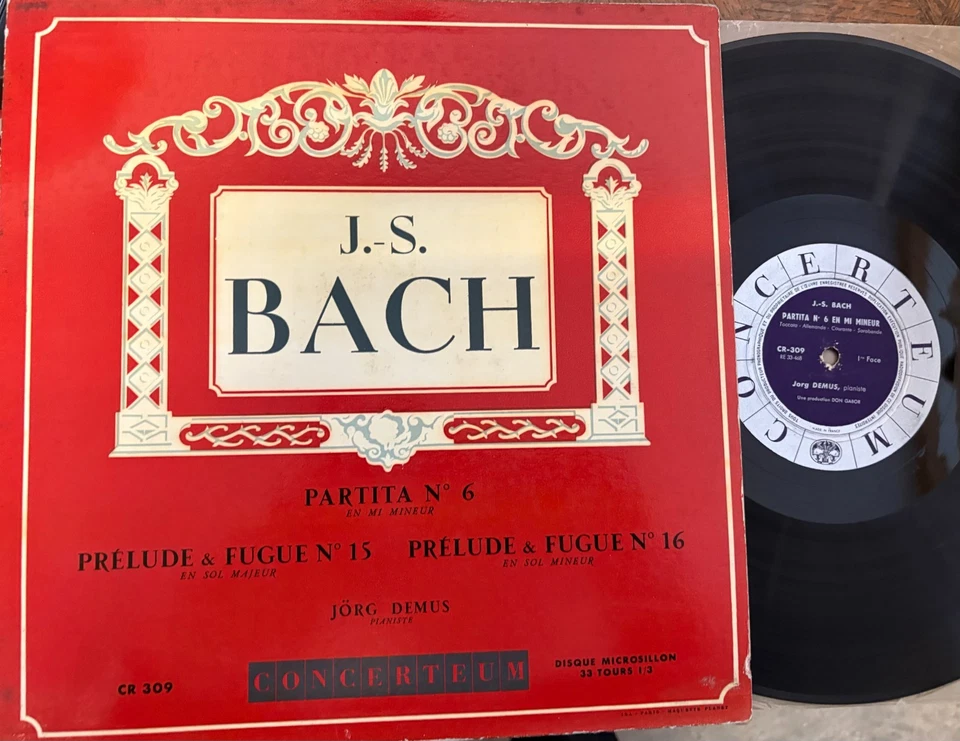 J.-S.
BACH
PARTITA N° 6
EN MI MINEUR
PRÉLUDE & FUGUE N° 15
EN SOL MAJEUR
PRÉLUDE & FUGUE N° 16
EN SOL MINEUR
JÖRG DEMUS
PIANISTE
CR 309
CONCERTEUM
DISQUE MICROSILLON
33 TOURS 1/3
CONCERTEUM
J.-S. BACH
PARTITA N° 6 EN MI MINEUR
Toccata - Allemande - Courante - Sarabande
CR-309
1re Face
Jorg DEMUS, pianiste
Une production DON GABOR